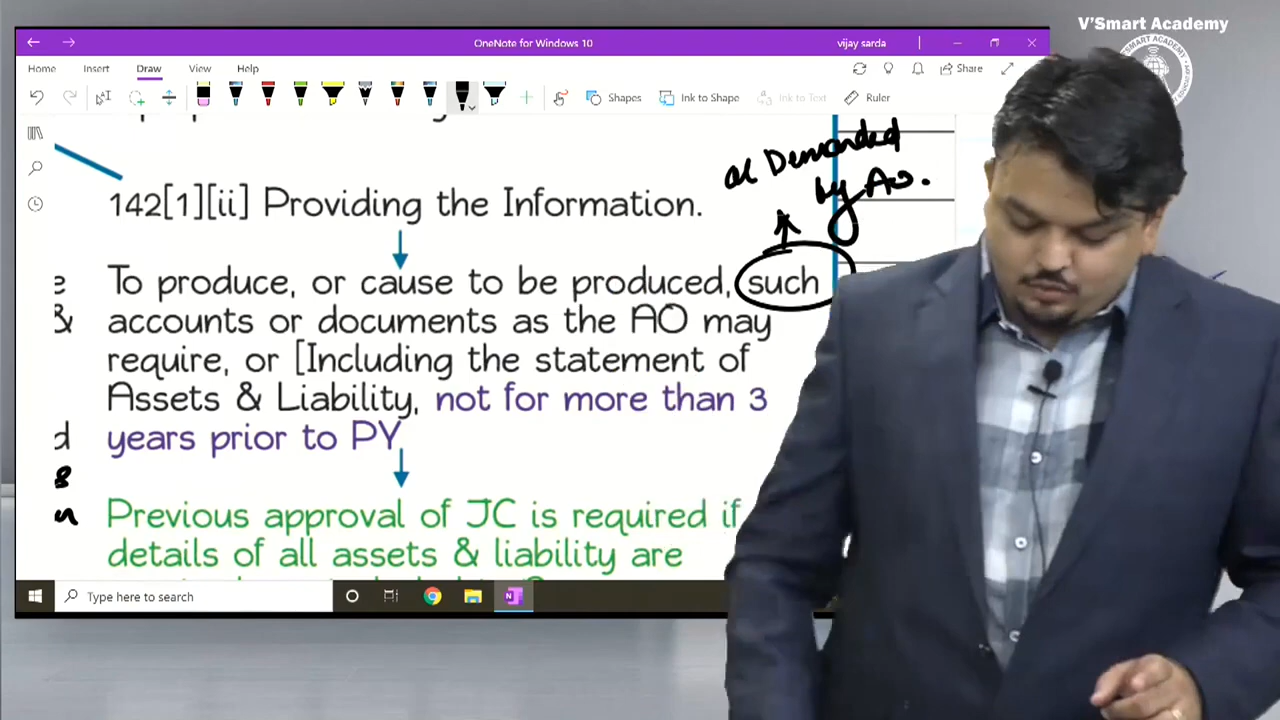 V'Smart Academy
OneNote for Windows 10
vijay sarda
Home Insert Draw View Help
Share
Shapes
Ink to Shape
Ink to Text
Ruler
as Demanded
by Ao.
142[1][ii] Providing the Information.
e To produce, or cause to be produced, such
& accounts or documents as the AO may
require, or [Including the statement of
Assets & Liability, not for more than 3
d years prior to PY
Previous approval of JC is required if
details of all assets & liability are
Type here to search